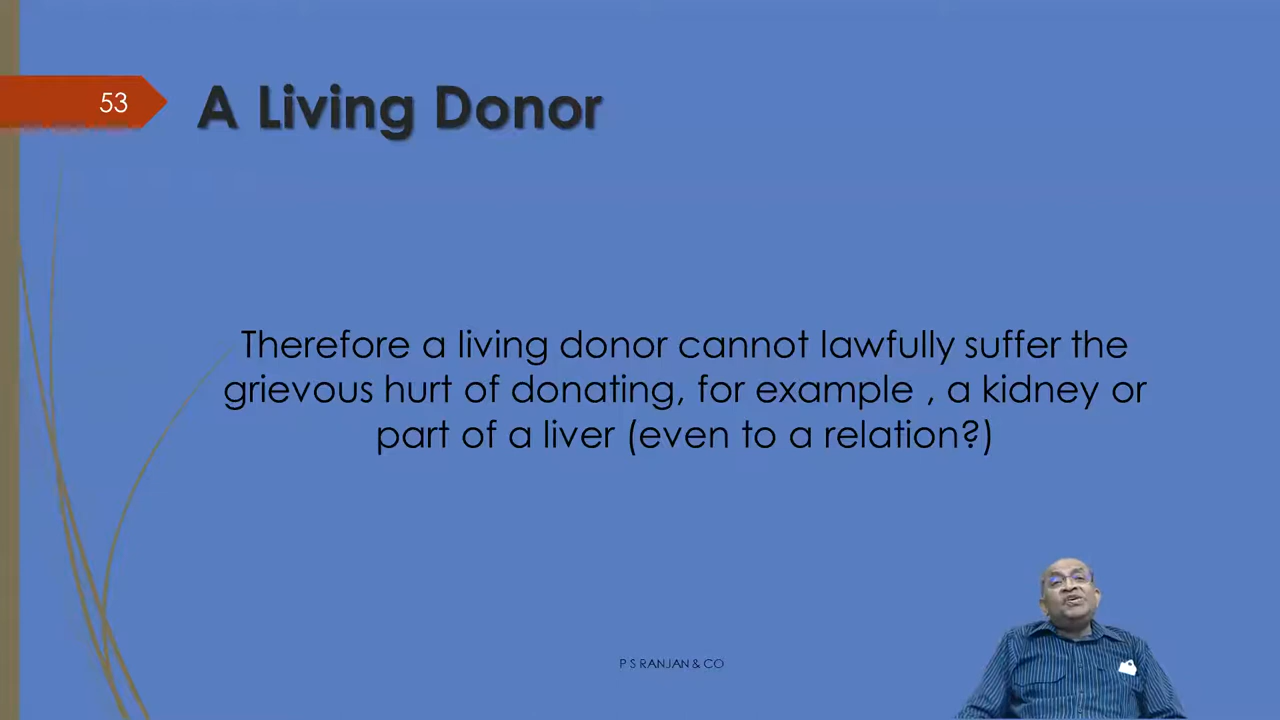 53
A Living Donor
Therefore a living donor cannot lawfully suffer the
grievous hurt of donating, for example , a kidney or
part of a liver (even to a relation?)
P S RANJAN & CO